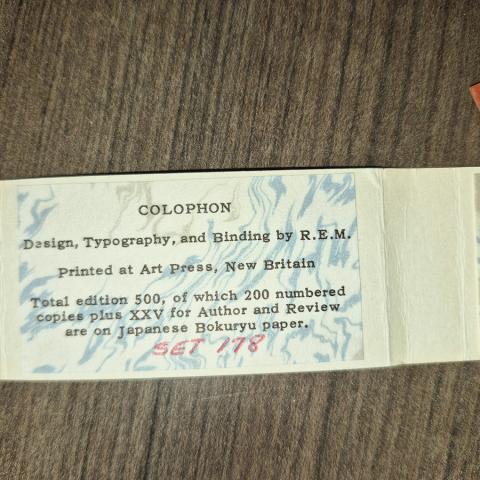 COLOPHON
Design, Typography, and Binding by R.E.M.
Printed at Art Press, New Britain
Total edition 500, of which 200 numbered
copies plus XXV for Author and Review
are on Japanese Bokuryu paper.
SET 178